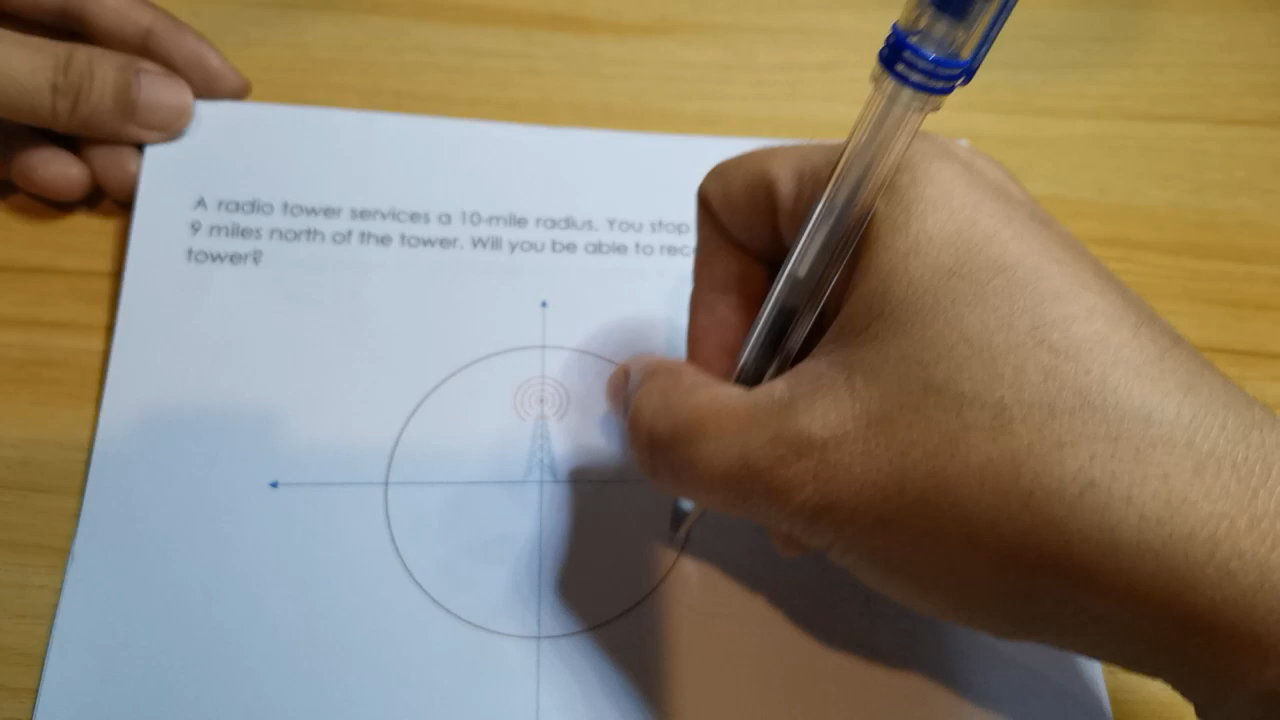 A radio tower services a 10-mile radius. You stop
9 miles north of the tower. Will you be able to rec
tower?